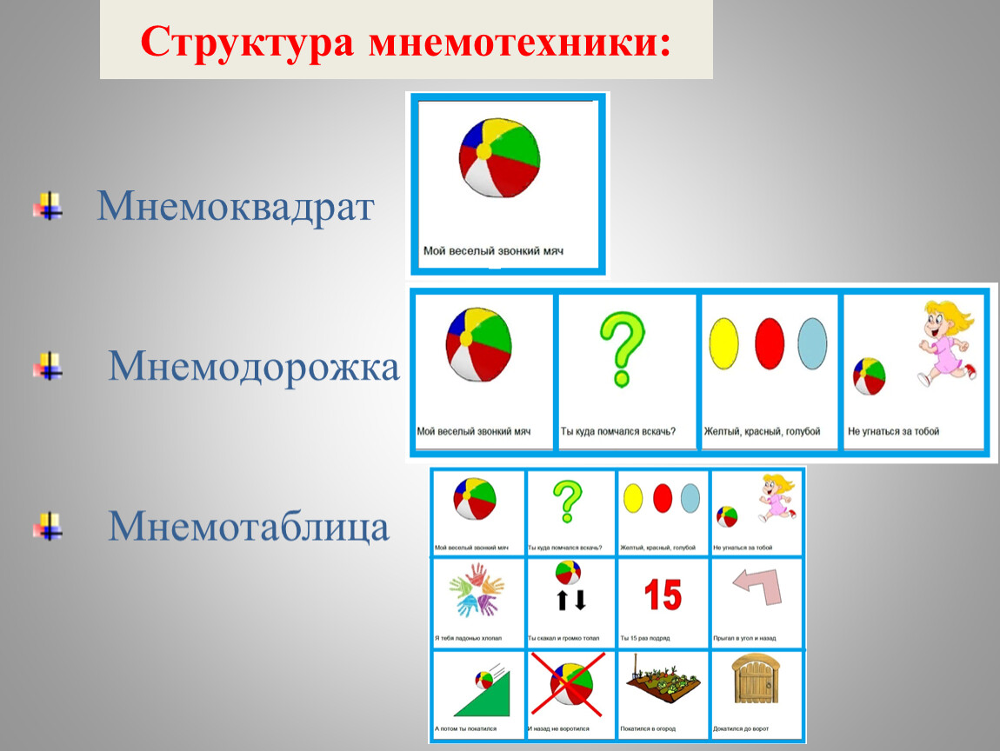 Структура мнемотехники:
Мнемоквадрат
Мой веселый звонкий мяч
Мнемодорожка
Мой веселый звонкий мяч
Ты куда помчался вскачь?
Желтый, красный, голубой
Не угнаться за тобой
Мнемотаблица
Мой веселый звонкий мяч
Ты куда помчался вскачь?
Желтый, красный, голубой
Не угнаться за тобой
15
Я тебя ладонью хлопал
Ты скакал и громко топал
Ты 15 раз подряд
Прыгал в угол и назад
А потом ты покатился
И назад не воротился
Покатился в огород
Докатился до ворот